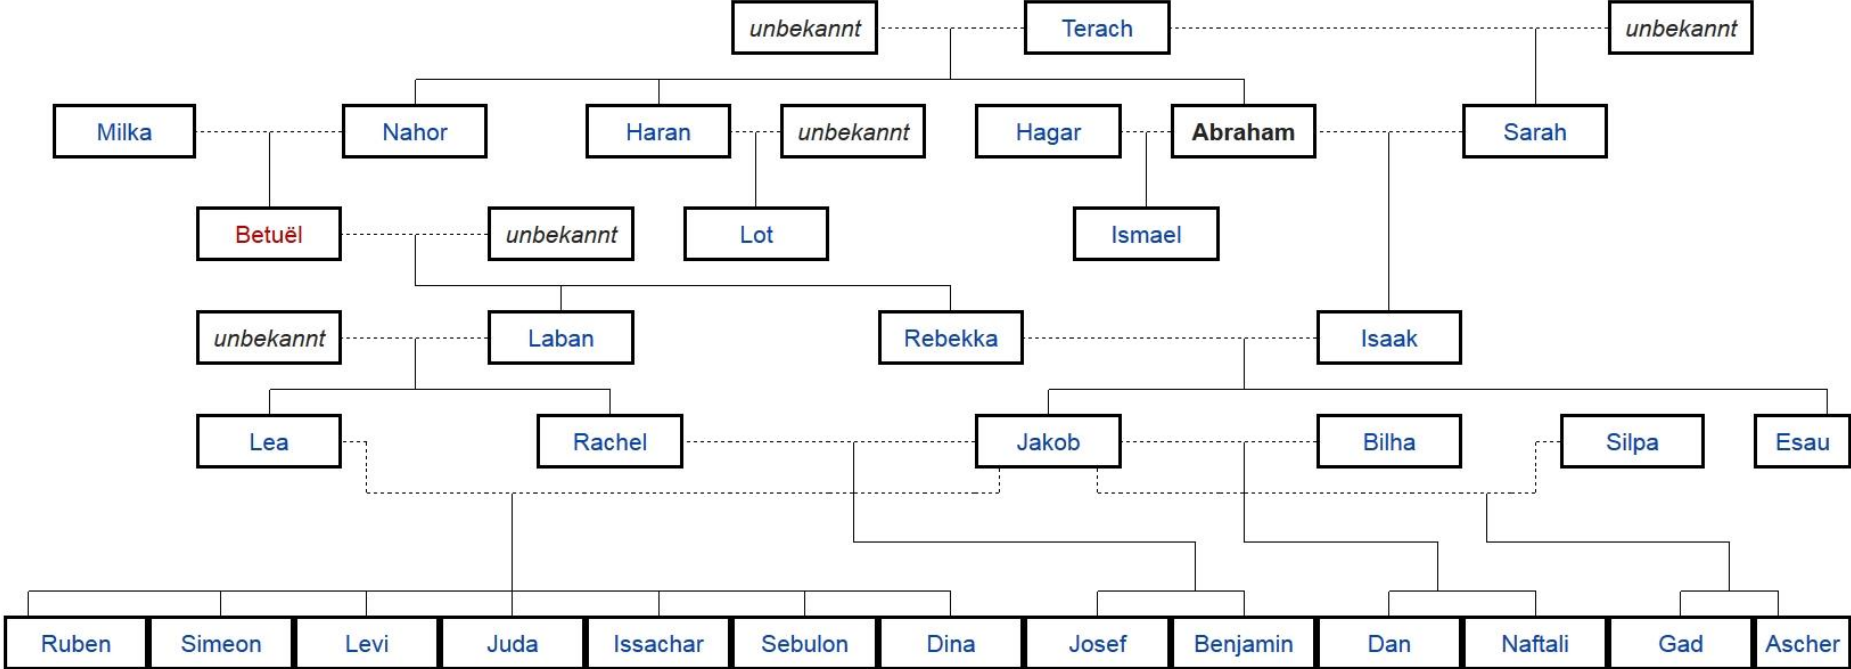 unbekannt Terach unbekannt
Milka Nahor Haran unbekannt Hagar Abraham Sarah
Betuël unbekannt Lot Ismael
unbekannt Laban Rebekka Isaak
Lea Rachel Jakob Bilha Silpa Esau
Ruben Simeon Levi Juda Issachar Sebulon Dina Josef Benjamin Dan Naftali Gad Ascher